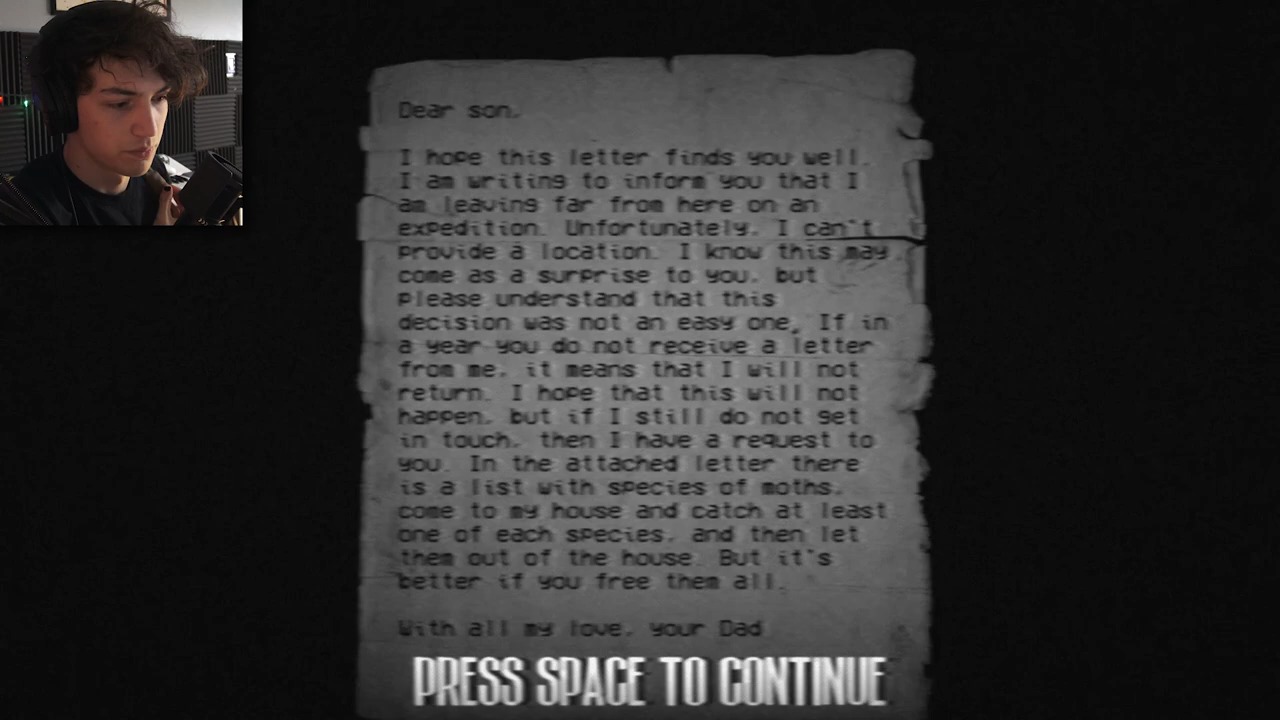 Dear son,
I hope this letter finds you well.
I am writing to inform you that I
am leaving far from here on an
expedition. Unfortunately, I can't
provide a location. I know this may
come as a surprise to you, but
please understand that this
decision was not an easy one, If in
a year you do not receive a letter
from me, it means that I will not
return. I hope that this will not
happen, but if I still do not get
in touch, then I have a request to
you. In the attached letter there
is a list with species of moths,
come to my house and catch at least
one of each species, and then let
them out of the house. But it's
better if you free them all.
With all my love, your Dad
PRESS SPACE TO CONTINUE